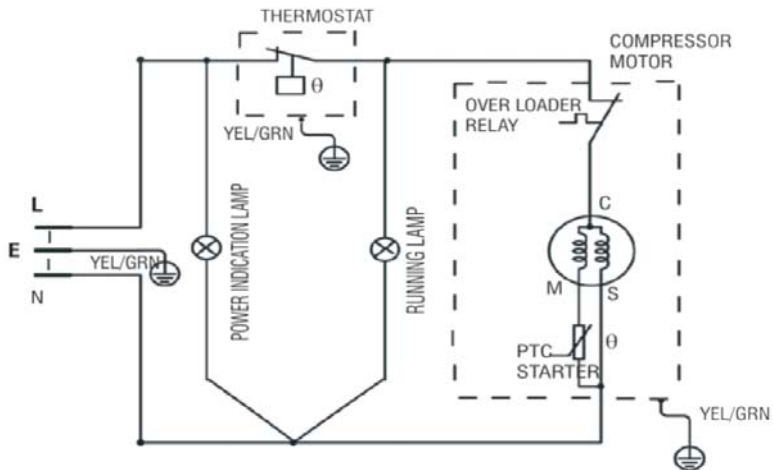 THERMOSTAT
θ
YEL/GRN
COMPRESSOR
MOTOR
OVER LOADER
RELAY
L
E
N
YEL/GRN
POWER INDICATION LAMP
RUNNING LAMP
C
M
S
PTC
STARTER
θ
YEL/GRN